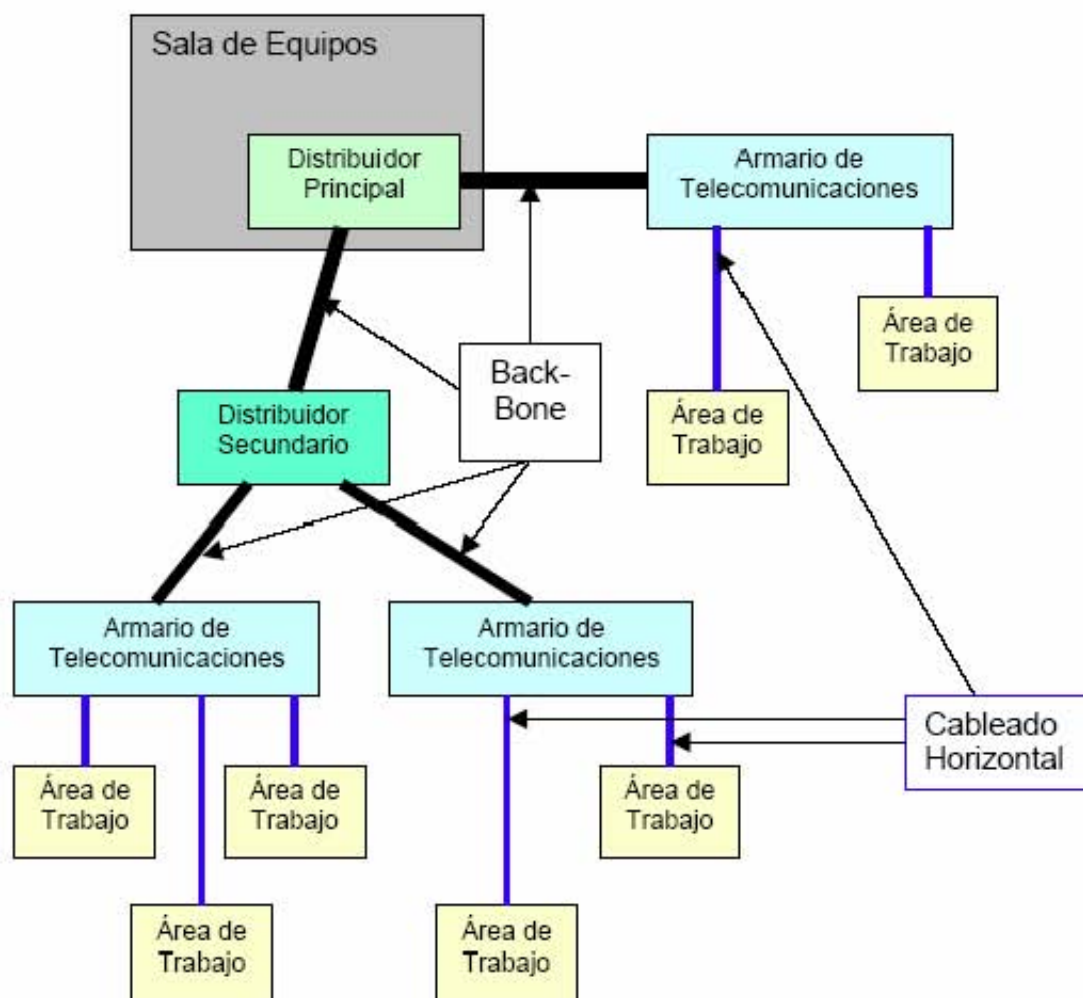 Sala de Equipos
Distribuidor
Principal
Armario de
Telecomunicaciones
Área de
Trabajo
Back-
Bone
Área de
Trabajo
Distribuidor
Secundario
Armario de
Telecomunicaciones
Armario de
Telecomunicaciones
Cableado
Horizontal
Área de
Trabajo
Área de
Trabajo
Área de
Trabajo
Área de
Trabajo
Área de
Trabajo